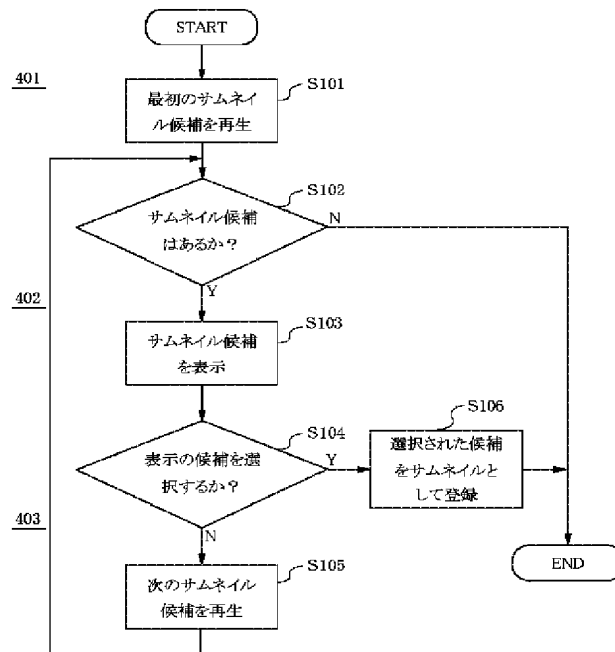 START
401
S101
最初のサムネイ
ル候補を再生
S102
サムネイル候補
はあるか？
N
Y
402
S103
サムネイル候補
を表示
S104
表示の候補を選
択するか？
Y
S106
選択された候補
をサムネイルと
して登録
403
N
S105
次のサムネイル
候補を再生
END